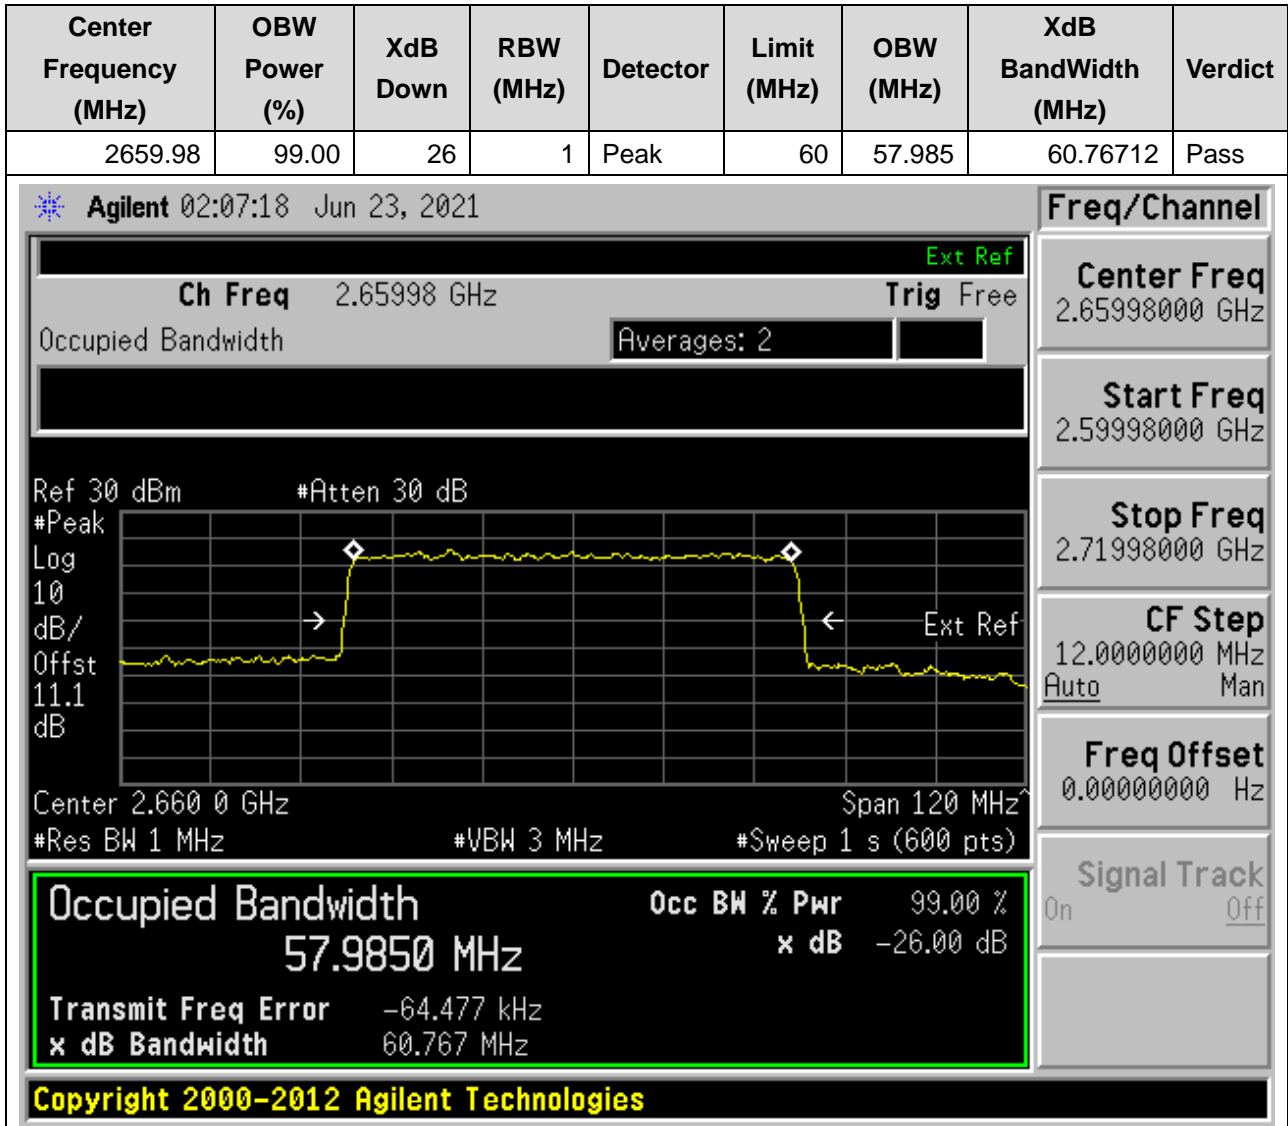 Center Frequency (MHz) OBW Power (%) XdB Down RBW (MHz) Detector Limit (MHz) OBW (MHz) XdB BandWidth (MHz) Verdict
2659.98 99.00 26 1 Peak 60 57.985 60.76712 Pass
Agilent 02:07:18 Jun 23, 2021
Freq/Channel
Ext Ref
Ch Freq 2.65998 GHz Trig Free
Occupied Bandwidth Averages: 2
Center Freq
2.65998000 GHz
Start Freq
2.59998000 GHz
Stop Freq
2.71998000 GHz
CF Step
12.0000000 MHz
Auto Man
Freq Offset
0.00000000 Hz
Signal Track
On Off
Ref 30 dBm #Atten 30 dB
#Peak
Log
10
dB/
Offst
11.1
dB
Ext Ref
Center 2.660 0 GHz Span 120 MHz^
#Res BW 1 MHz #VBW 3 MHz #Sweep 1 s (600 pts)
Occupied Bandwidth
57.9850 MHz
Occ BW % Pwr 99.00 %
x dB -26.00 dB
Transmit Freq Error -64.477 kHz
x dB Bandwidth 60.767 MHz
Copyright 2000-2012 Agilent Technologies